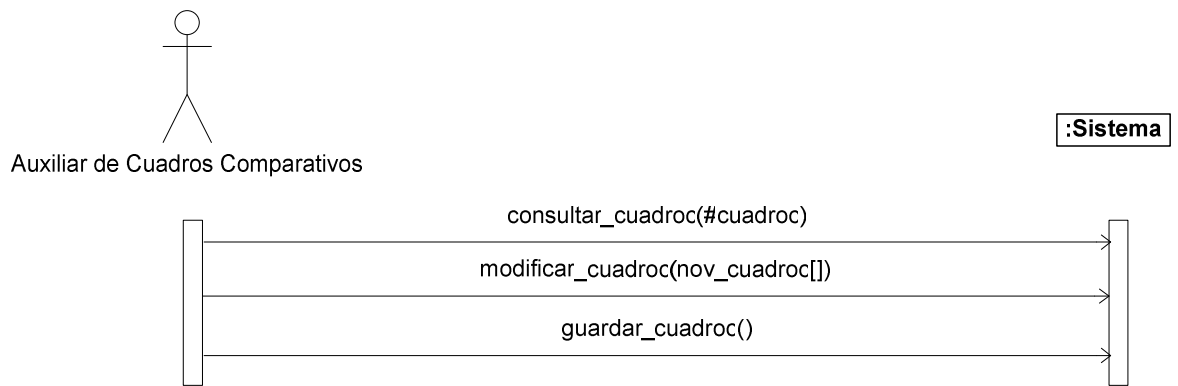 :Sistema
Auxiliar de Cuadros Comparativos
consultar_cuadroc(#cuadroc)
modificar_cuadroc(nov_cuadroc[])
guardar_cuadroc()